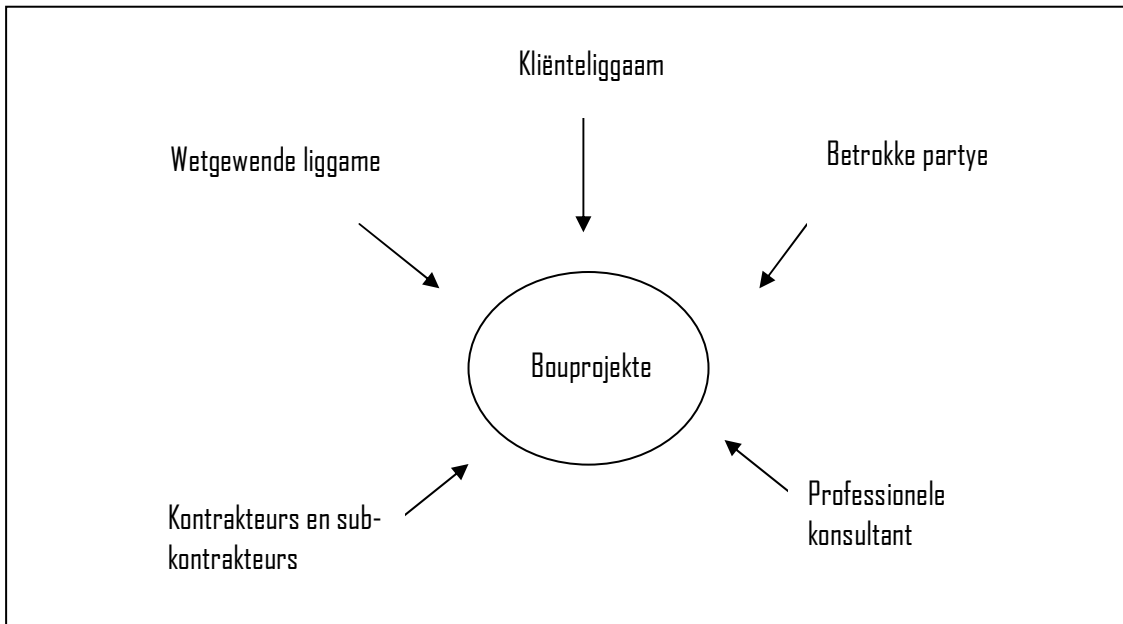 Kliënteliggaam
Wetgewende liggame
Betrokke partye
Bouprojekte
Kontrakteurs en sub-
kontrakteurs
Professionele
konsultant